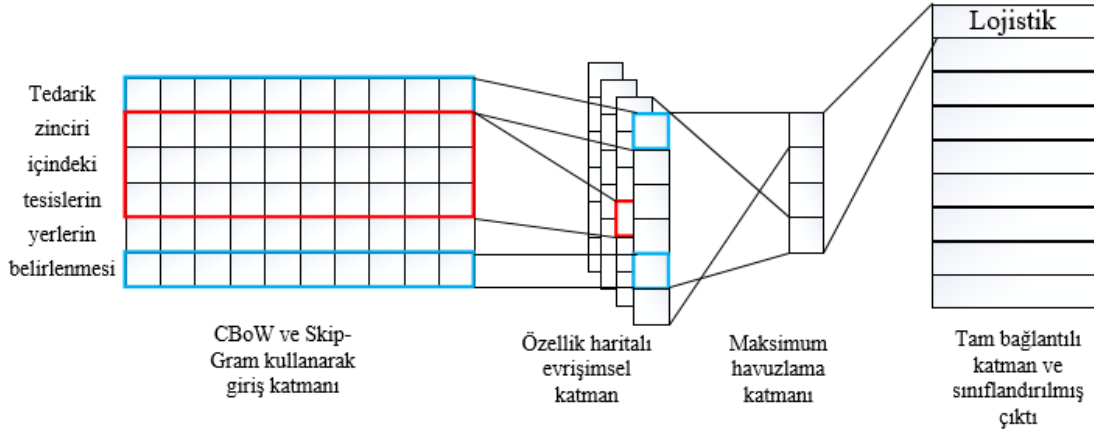 Lojistik
Tedarik
zinciri
içindeki
tesislerin
yerlerin
belirlenmesi
CBoW ve Skip-
Gram kullanarak
giriş katmanı
Özellik haritalı
evrişimsel
katman
Maksimum
havuzlama
katmanı
Tam bağlantılı
katman ve
sınıflandırılmış
çıktı